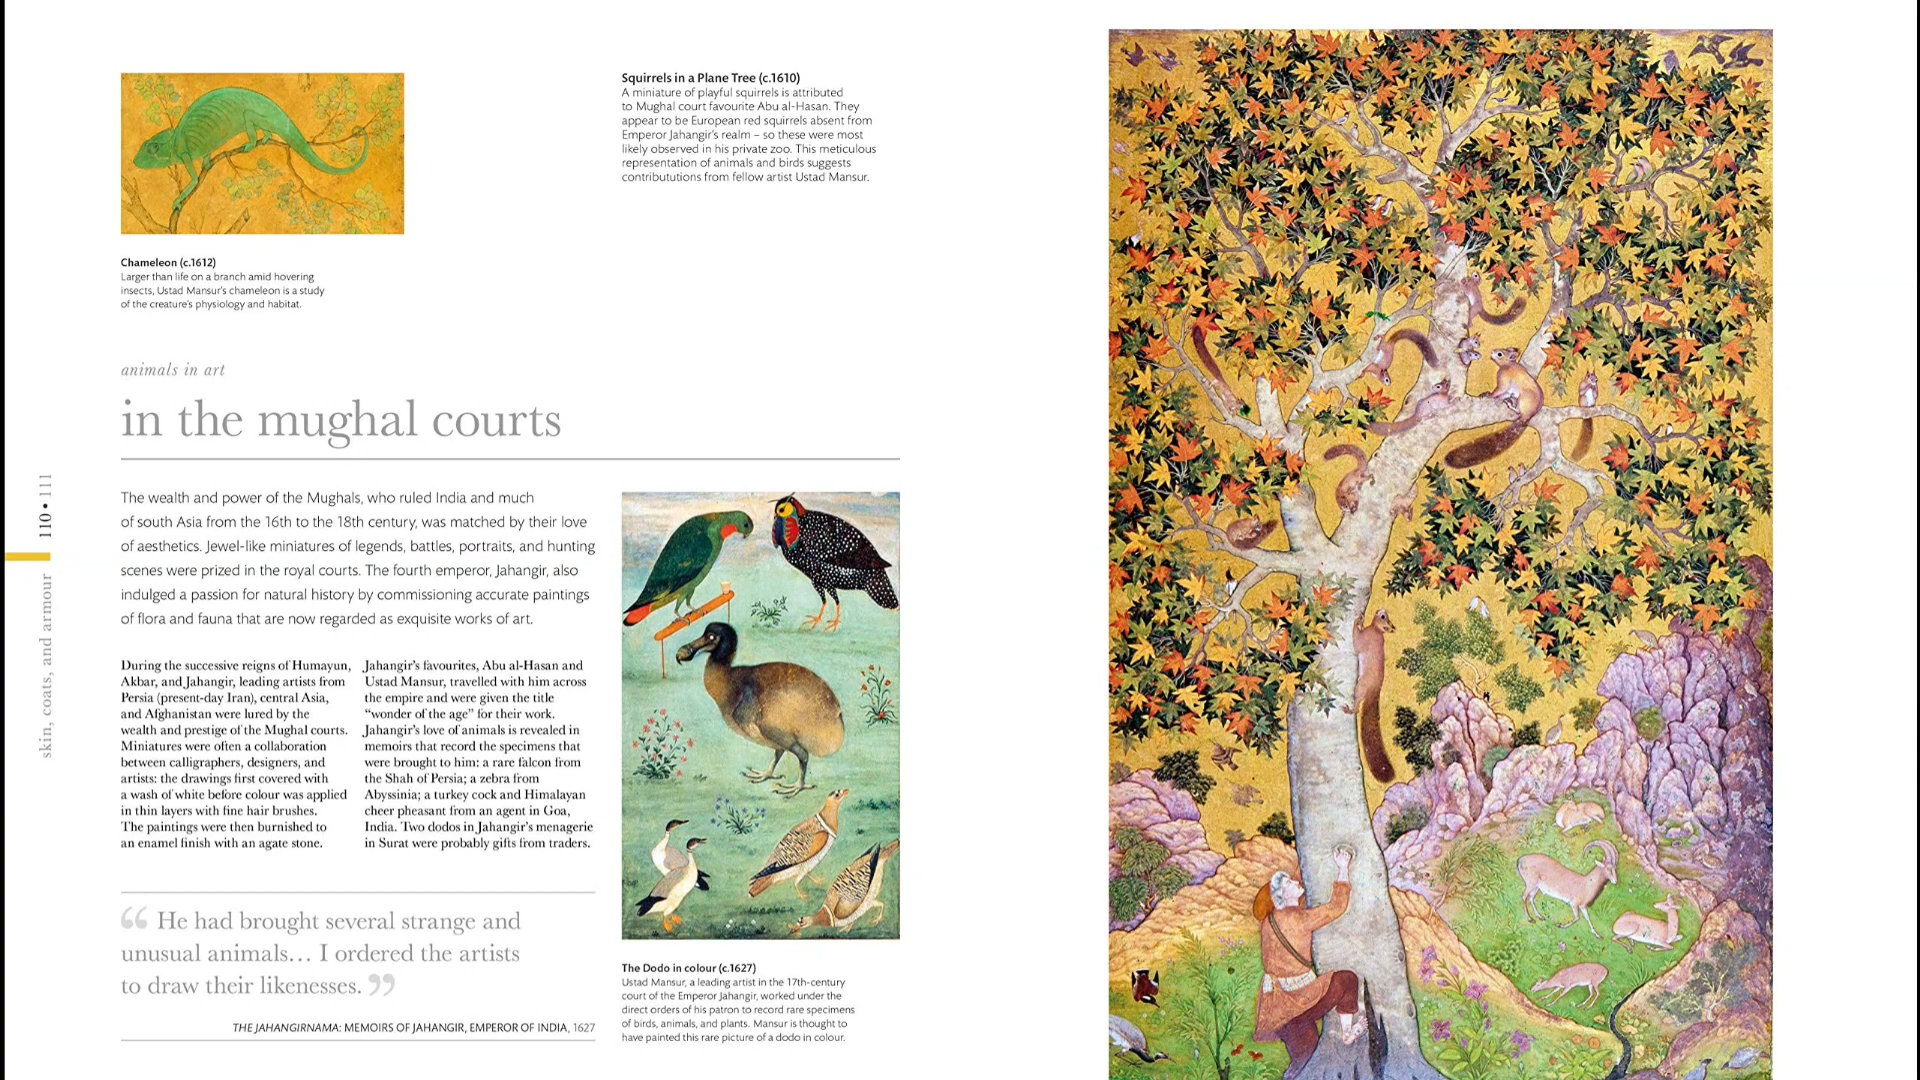 Squirrels in a Plane Tree (c.1610)
A miniature of playful squirrels is attributed
to Mughal court favourite Abu al-Hasan. They
appear to be European red squirrels absent from
Emperor Jahangir's realm – so these were most
likely observed in his private zoo. This meticulous
representation of animals and birds suggests
contribututions from fellow artist Ustad Mansur.
Chameleon (c.1612)
Larger than life on a branch amid hovering
insects, Ustad Mansur's chameleon is a study
of the creature's physiology and habitat.
animals in art
in the mughal courts
The wealth and power of the Mughals, who ruled India and much
of south Asia from the 16th to the 18th century, was matched by their love
of aesthetics. Jewel-like miniatures of legends, battles, portraits, and hunting
scenes were prized in the royal courts. The fourth emperor, Jahangir, also
indulged a passion for natural history by commissioning accurate paintings
of flora and fauna that are now regarded as exquisite works of art.
During the successive reigns of Humayun,
Akbar, and Jahangir, leading artists from
Persia (present-day Iran), central Asia,
and Afghanistan were lured by the
wealth and prestige of the Mughal courts.
Miniatures were often a collaboration
between calligraphers, designers, and
artists: the drawings first covered with
a wash of white before colour was applied
in thin layers with fine hair brushes.
The paintings were then burnished to
an enamel finish with an agate stone.
Jahangir's favourites, Abu al-Hasan and
Ustad Mansur, travelled with him across
the empire and were given the title
"wonder of the age" for their work.
Jahangir's love of animals is revealed in
memoirs that record the specimens that
were brought to him: a rare falcon from
the Shah of Persia; a zebra from
Abyssinia; a turkey cock and Himalayan
cheer pheasant from an agent in Goa,
India. Two dodos in Jahangir's menagerie
in Surat were probably gifts from traders.
“ He had brought several strange and
unusual animals… I ordered the artists
to draw their likenesses. ”
THE JAHANGIRNAMA: MEMOIRS OF JAHANGIR, EMPEROR OF INDIA, 1627
The Dodo in colour (c.1627)
Ustad Mansur, a leading artist in the 17th-century
court of the Emperor Jahangir, worked under the
direct orders of his patron to record rare specimens
of birds, animals, and plants. Mansur is thought to
have painted this rare picture of a dodo in colour.
skin, coats, and armour
110 • 111